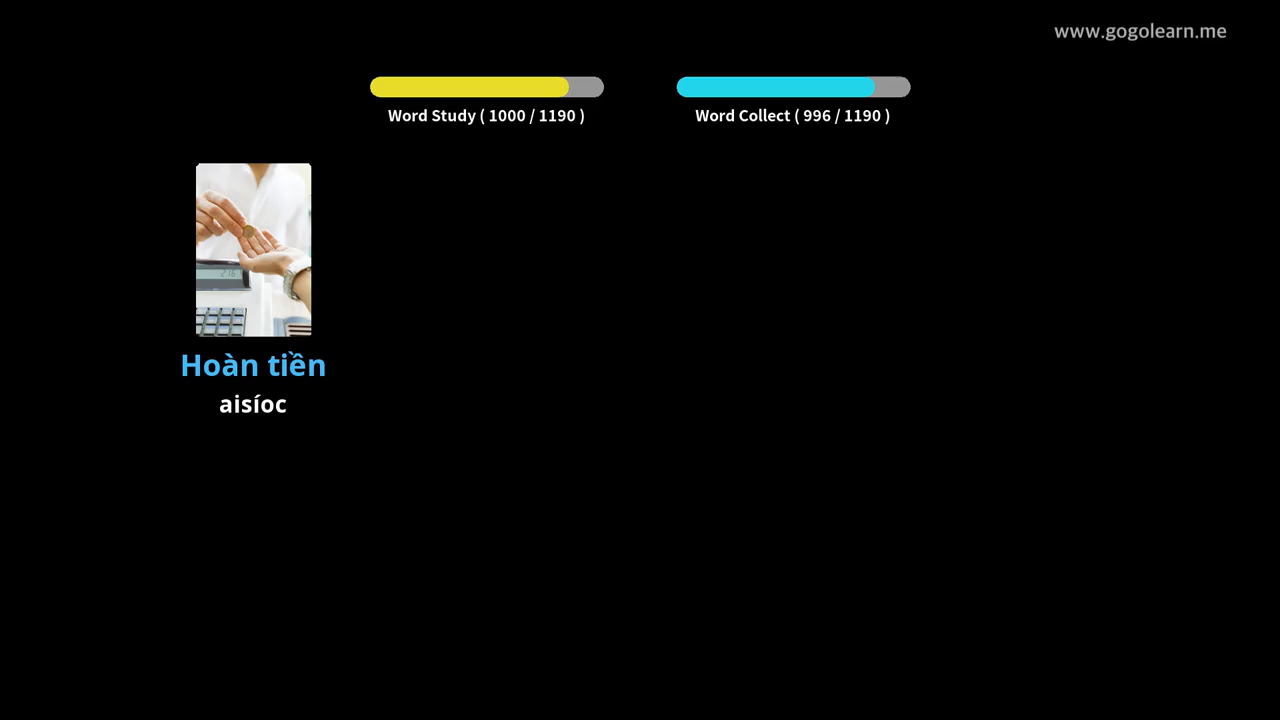 www.gogolearn.me
Word Study ( 1000 / 1190 )
Word Collect ( 996 / 1190 )
Hoàn tiền
aisíoc